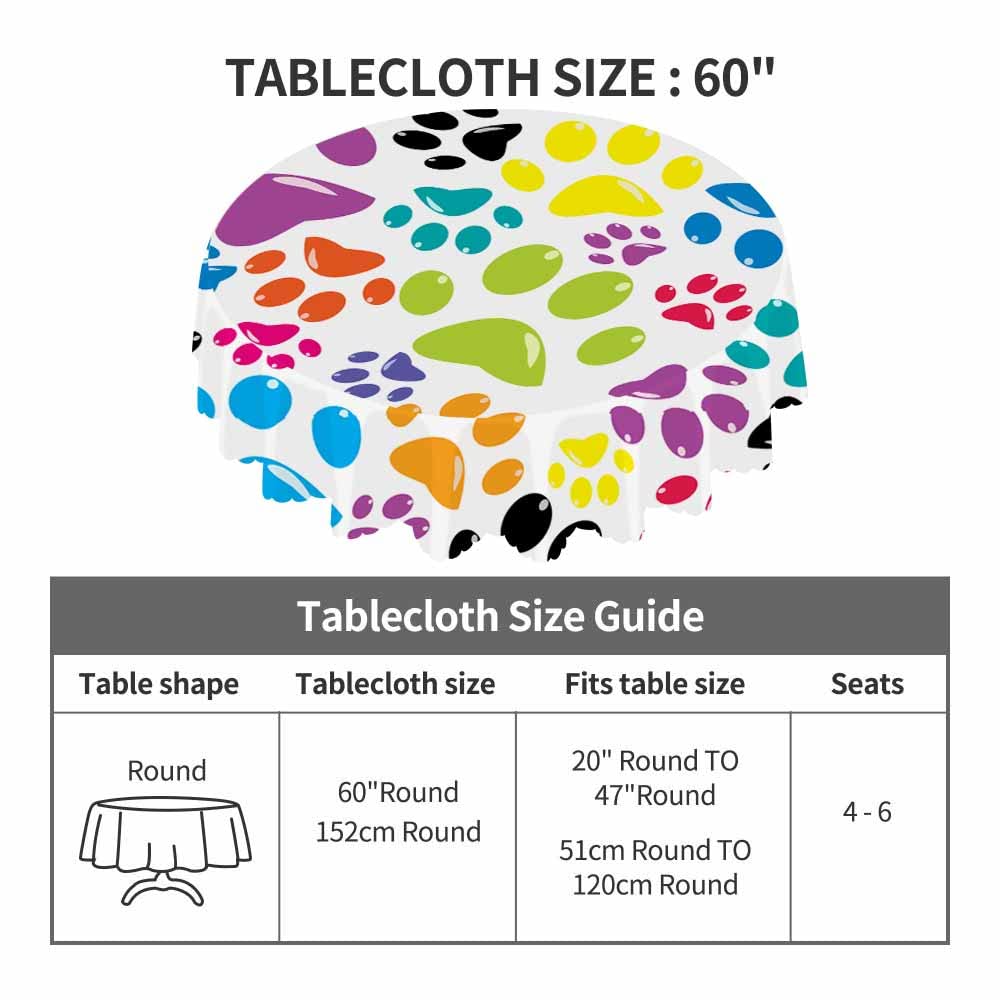 TABLECLOTH SIZE : 60"
Tablecloth Size Guide
Table shape
Tablecloth size
Fits table size
Seats
Round
60"Round
152cm Round
20" Round TO
47"Round
51cm Round TO
120cm Round
4 - 6